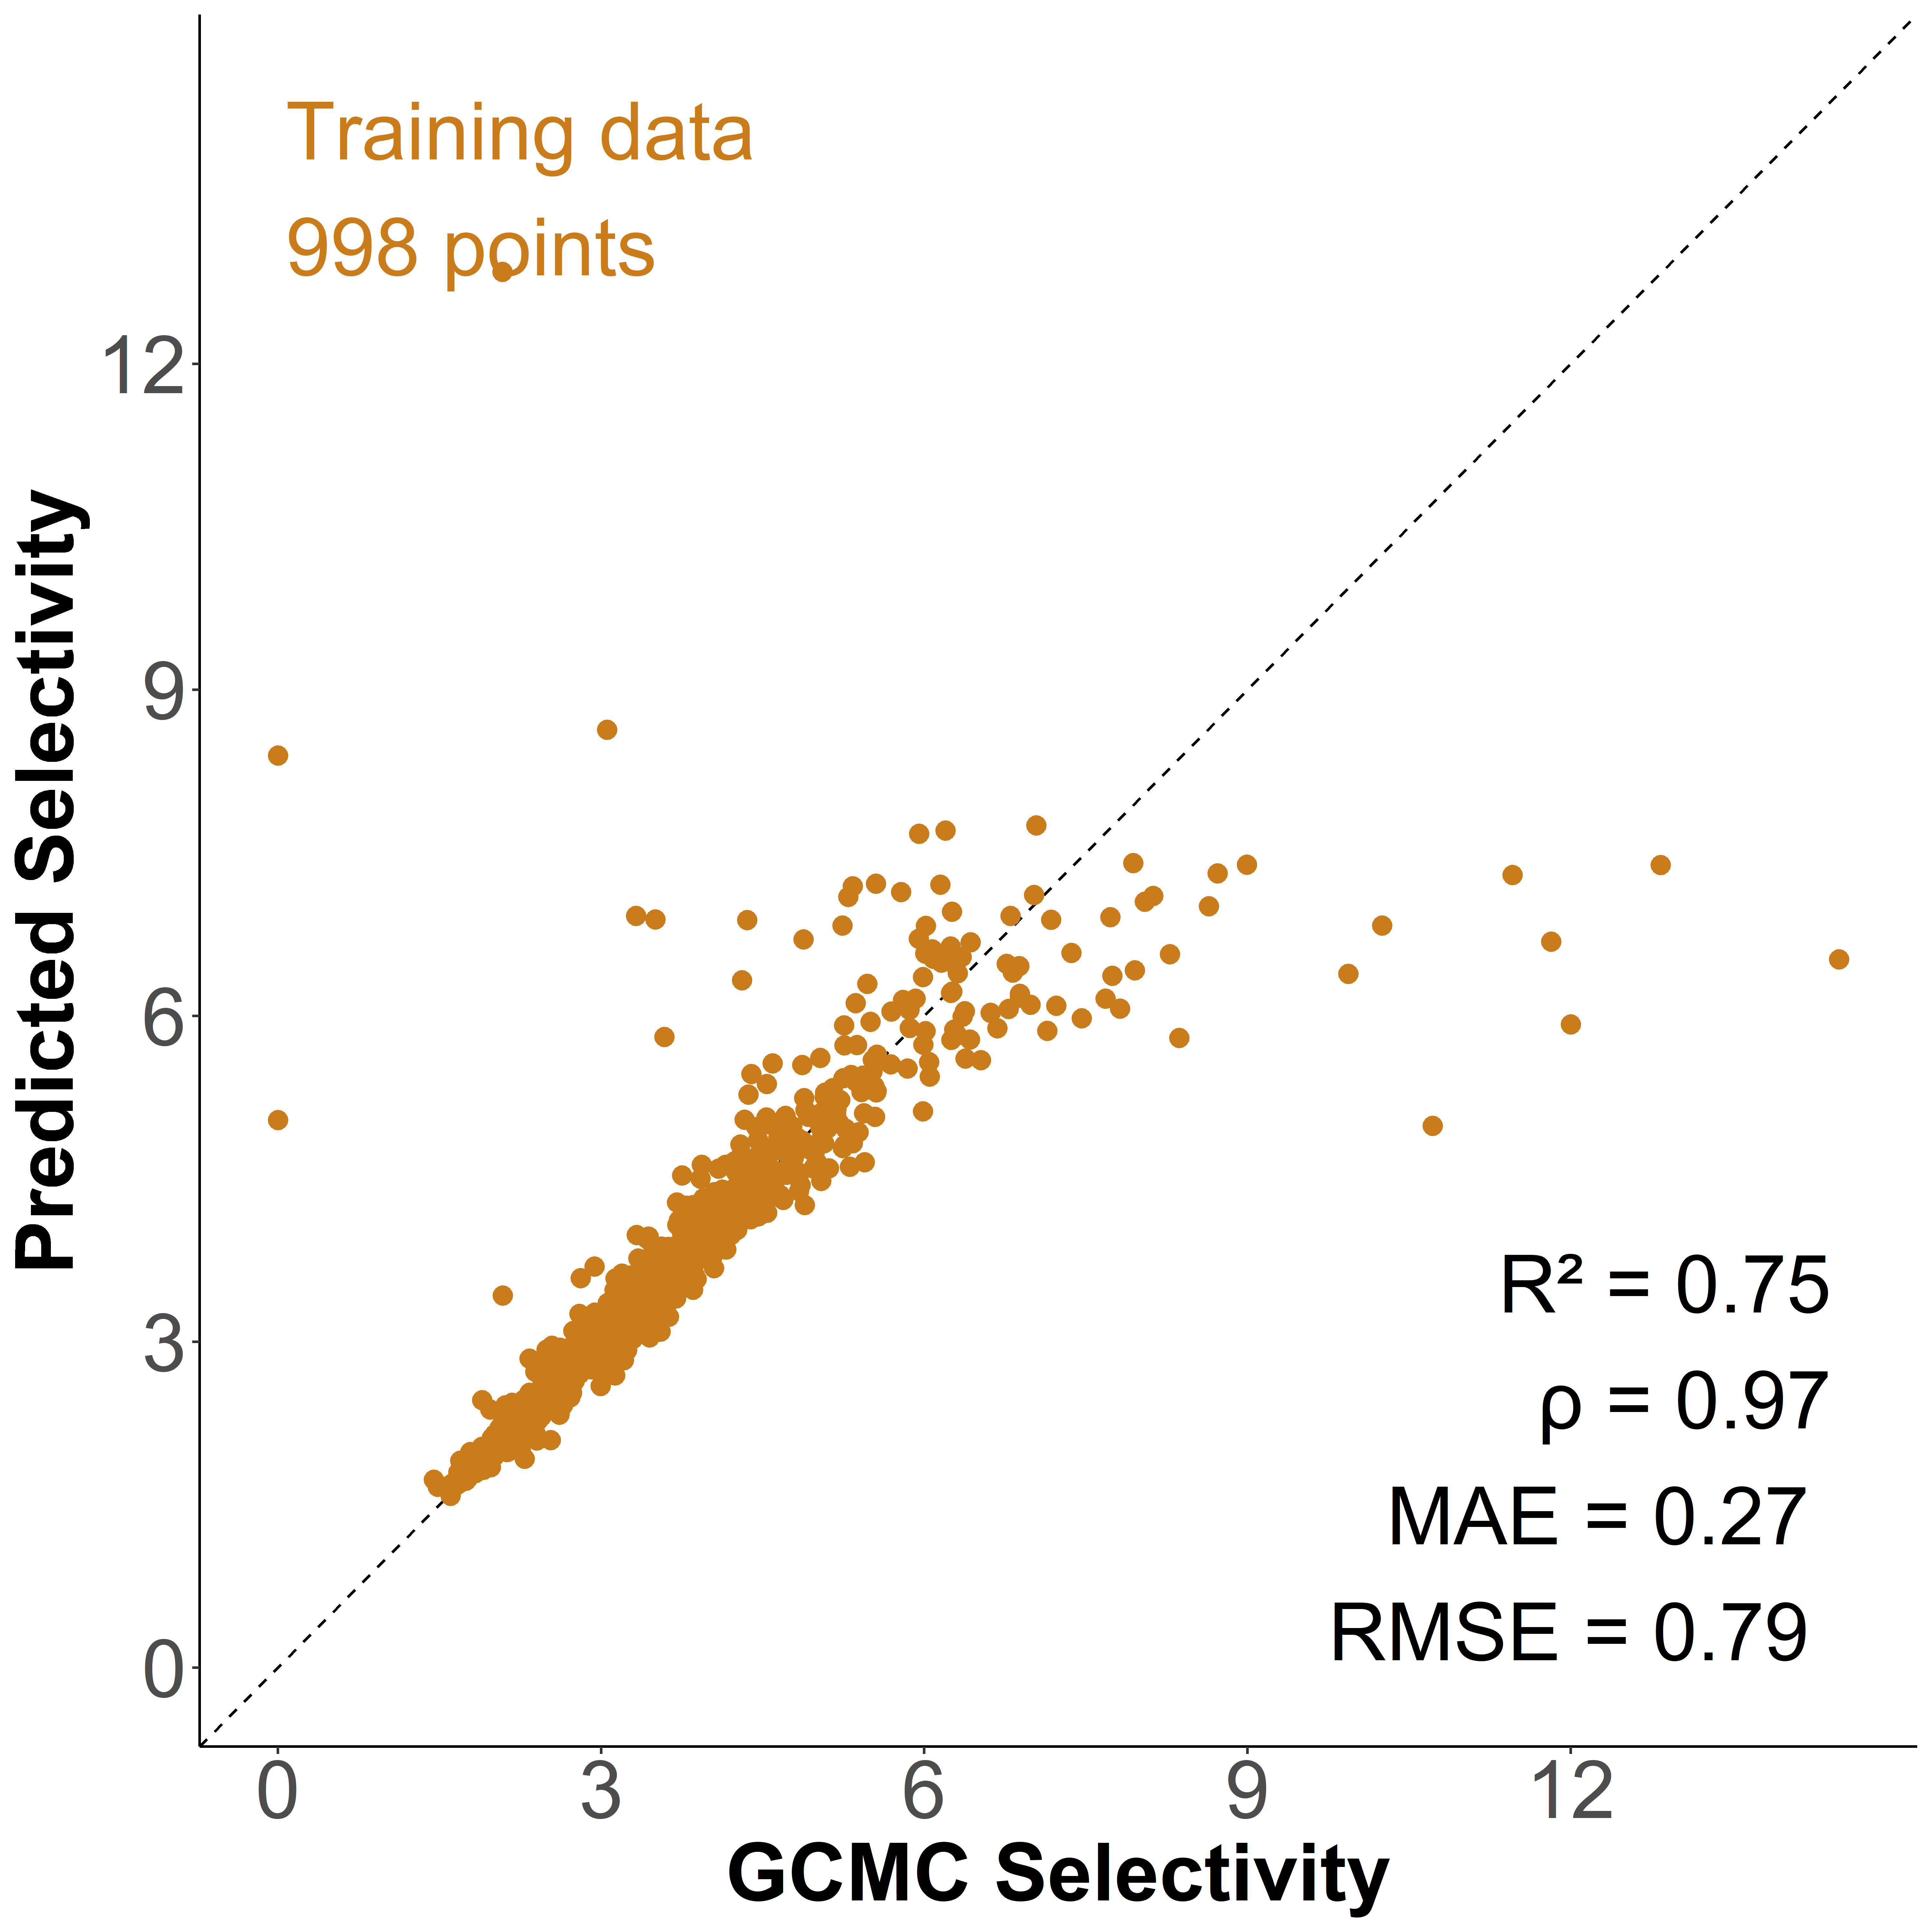 Training data
998 points
12
9
6
3
0
Predicted Selectivity
R² = 0.75
ρ = 0.97
MAE = 0.27
RMSE = 0.79
0 3 6 9 12
GCMC Selectivity